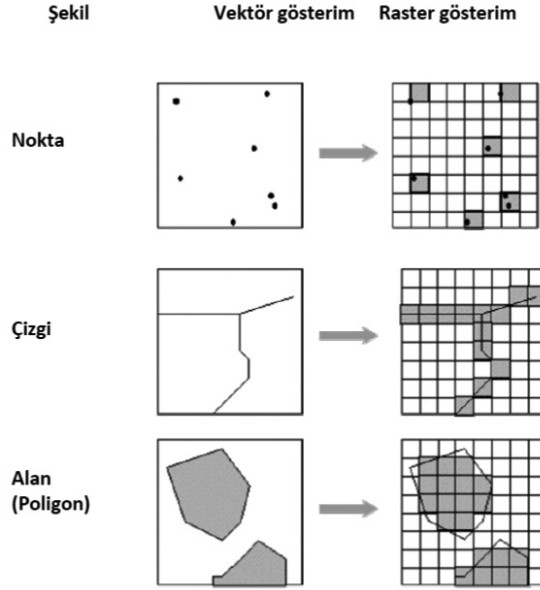 Şekil Vektör gösterim Raster gösterim
Nokta
Çizgi
Alan
(Poligon)